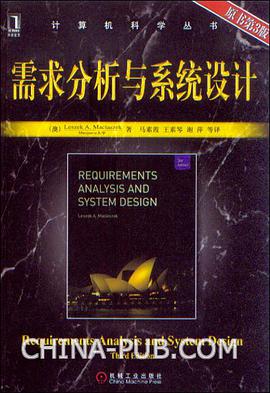 计算机科学丛书
原书第3版
需求分析与系统设计
(澳) Leszek A. Maciaszek 著 马素霞 王素琴 谢萍 等译
REQUIREMENTS
ANALYSIS AND
SYSTEM DESIGN
Leszek A. Maciaszek
Requirements Analysis and System Design
Third Edition
China-PUB.COM
机械工业出版社
China Machine Press